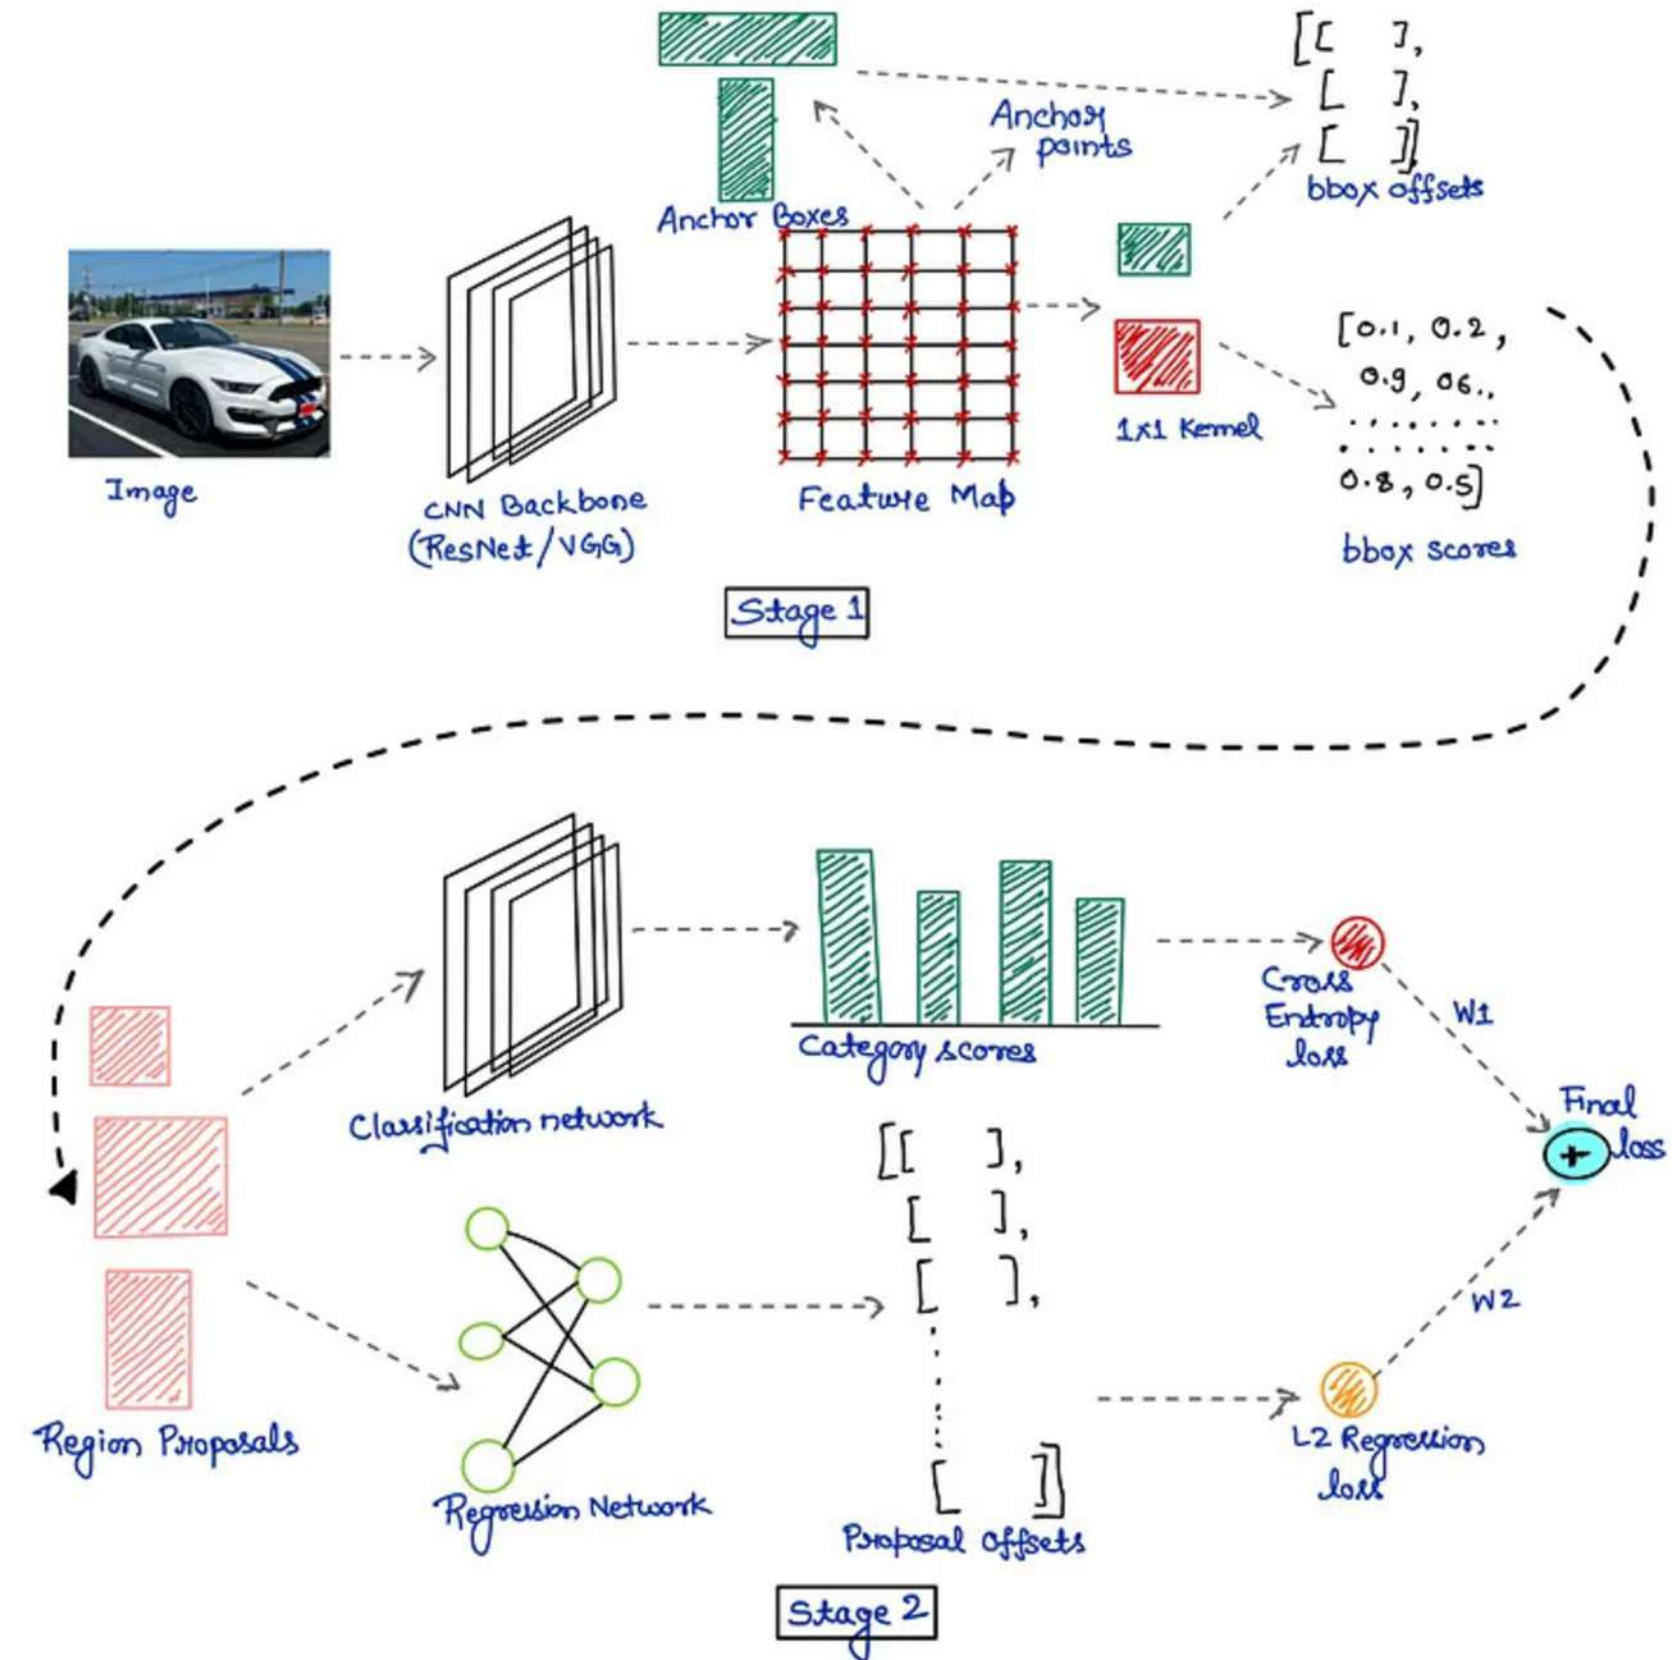 [[ ],
[ ],
[ ]]
bbox offsets
Anchor
points
Anchor Boxes
Image
CNN Backbone
(ResNet/VGG)
Feature Map
1x1 Kernel
[0.1, 0.2,
0.9, 06.,
. . . . . . .
. . . . . . .
0.8, 0.5]
bbox scores
Stage 1
Region Proposals
Classification network
Category scores
Cross
Entropy
loss
W1
Final
loss
+
Regression Network
[[ ],
[ ],
[ ],
[ ]]
Proposal offsets
W2
L2 Regression
loss
Stage 2